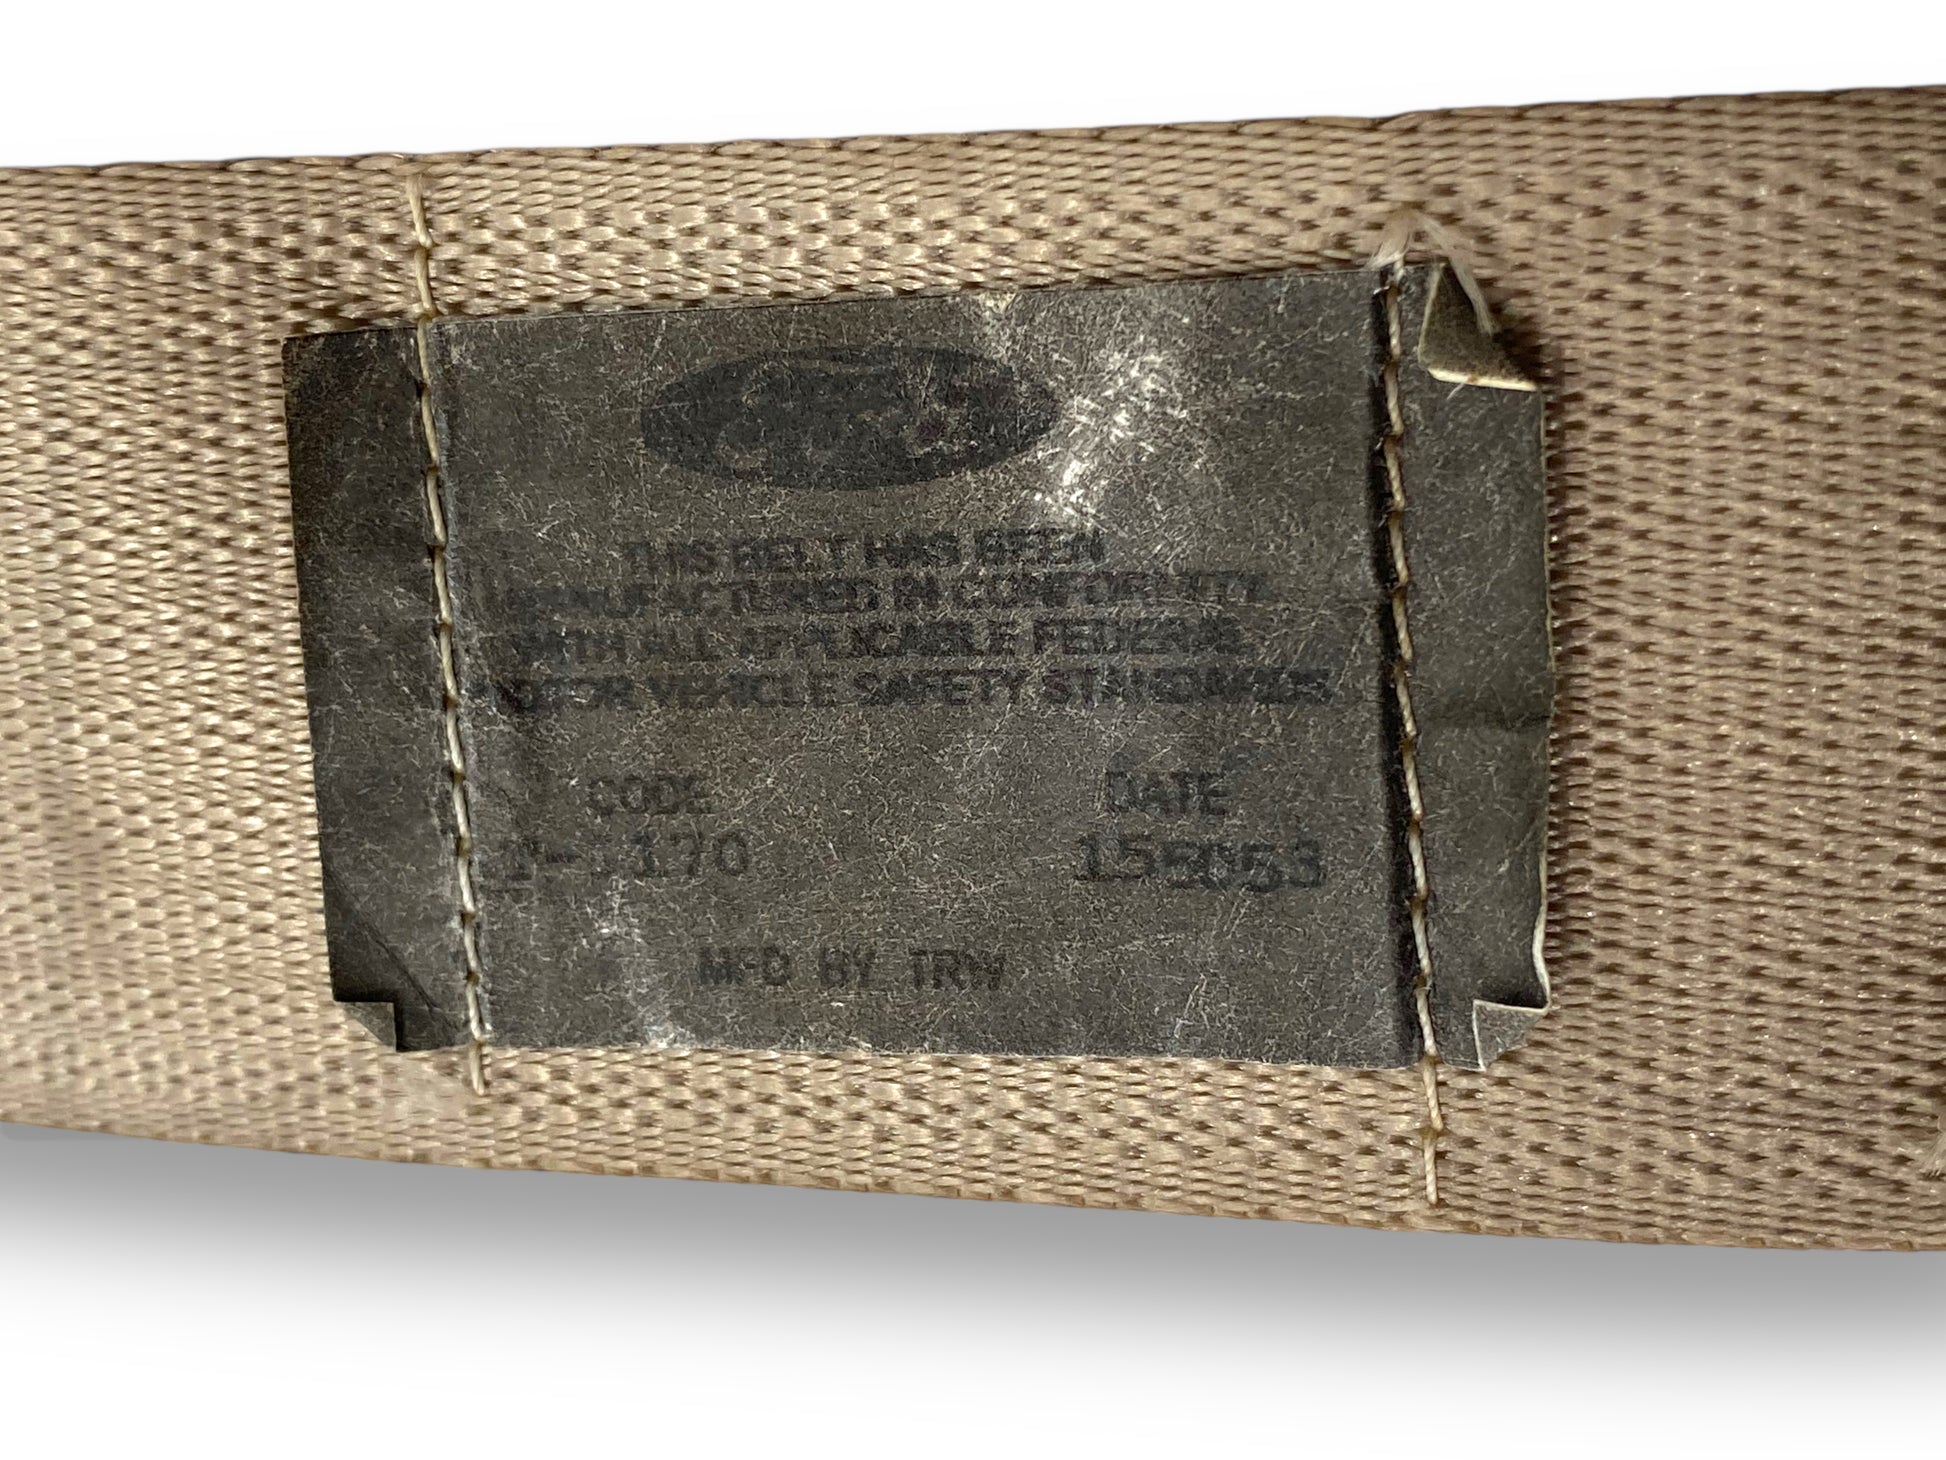 THIS BELT HAS BEEN
MANUFACTURED IN CONFORMITY
WITH ALL APPLICABLE FEDERAL
MOTOR VEHICLE SAFETY STANDARDS
CODE DATE
MFD BY TRW